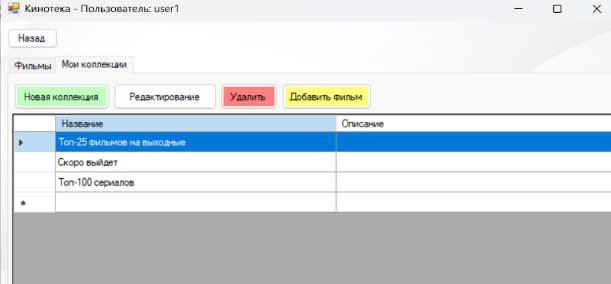 Кинотека - Пользователь: user1
Назад
Фильмы Мои коллекции
Новая коллекция Редактирование Удалить Добавить фильм
Название Описание
Топ-25 Фильмов на выходные
Скоро выйдет
Топ-100 сериалов